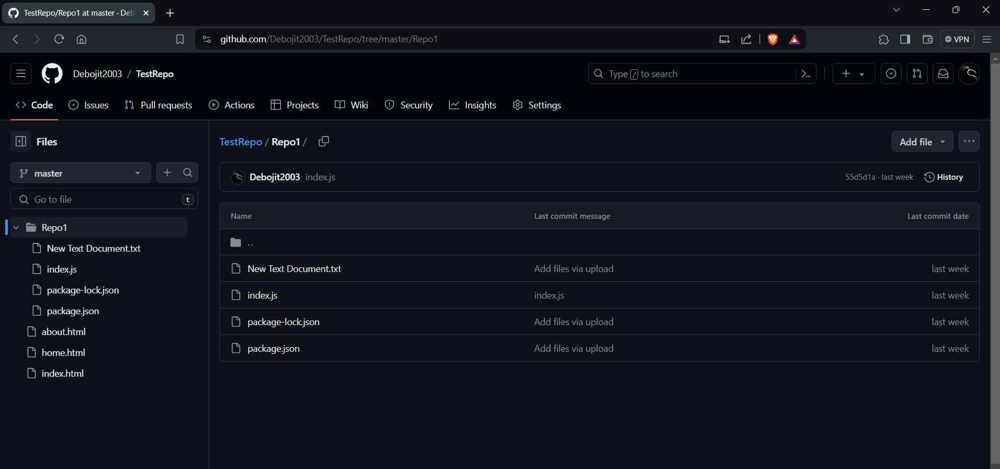 TestRepo/Repo1 at master · Deb
github.com/Debojit2003/TestRepo/tree/master/Repo1
VPN
Debojit2003 / TestRepo
Type / to search
Code Issues Pull requests Actions Projects Wiki Security Insights Settings
Files
master
Go to file t
Repo1
New Text Document.txt
index.js
package-lock.json
package.json
about.html
home.html
index.html
TestRepo / Repo1 /
Add file
Debojit2003 index.js 55d5d1a · last week History
Name Last commit message Last commit date
..
New Text Document.txt Add files via upload last week
index.js index.js last week
package-lock.json Add files via upload last week
package.json Add files via upload last week